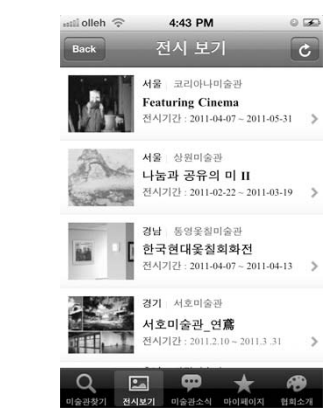 olleh 4:43 PM
Back 전시 보기
서울 코리아나미술관
Featuring Cinema
전시기간 : 2011-04-07 ~ 2011-05-31
서울 상원미술관
나눔과 공유의 미 II
전시기간 : 2011-02-22 ~ 2011-03-19
경남 통영옻칠미술관
한국현대옻칠회화전
전시기간 : 2011-04-07 ~ 2011-04-13
경기 서호미술관
서호미술관_연鳶
전시기간 : 2011.2.10 ~ 2011.3 .31
미술관찾기 전시보기 미술관소식 마이페이지 협회소개